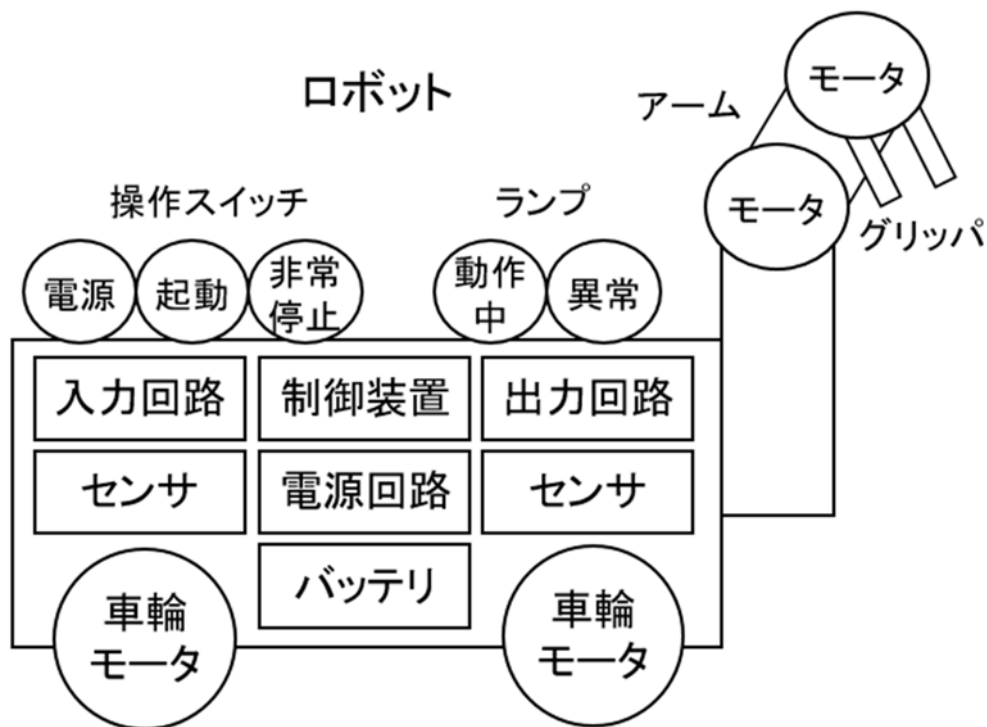 ロボット
アーム
モータ
モータ
グリッパ
操作スイッチ
ランプ
電源
起動
非常
停止
動作
中
異常
入力回路
制御装置
出力回路
センサ
電源回路
センサ
バッテリ
車輪
モータ
車輪
モータ